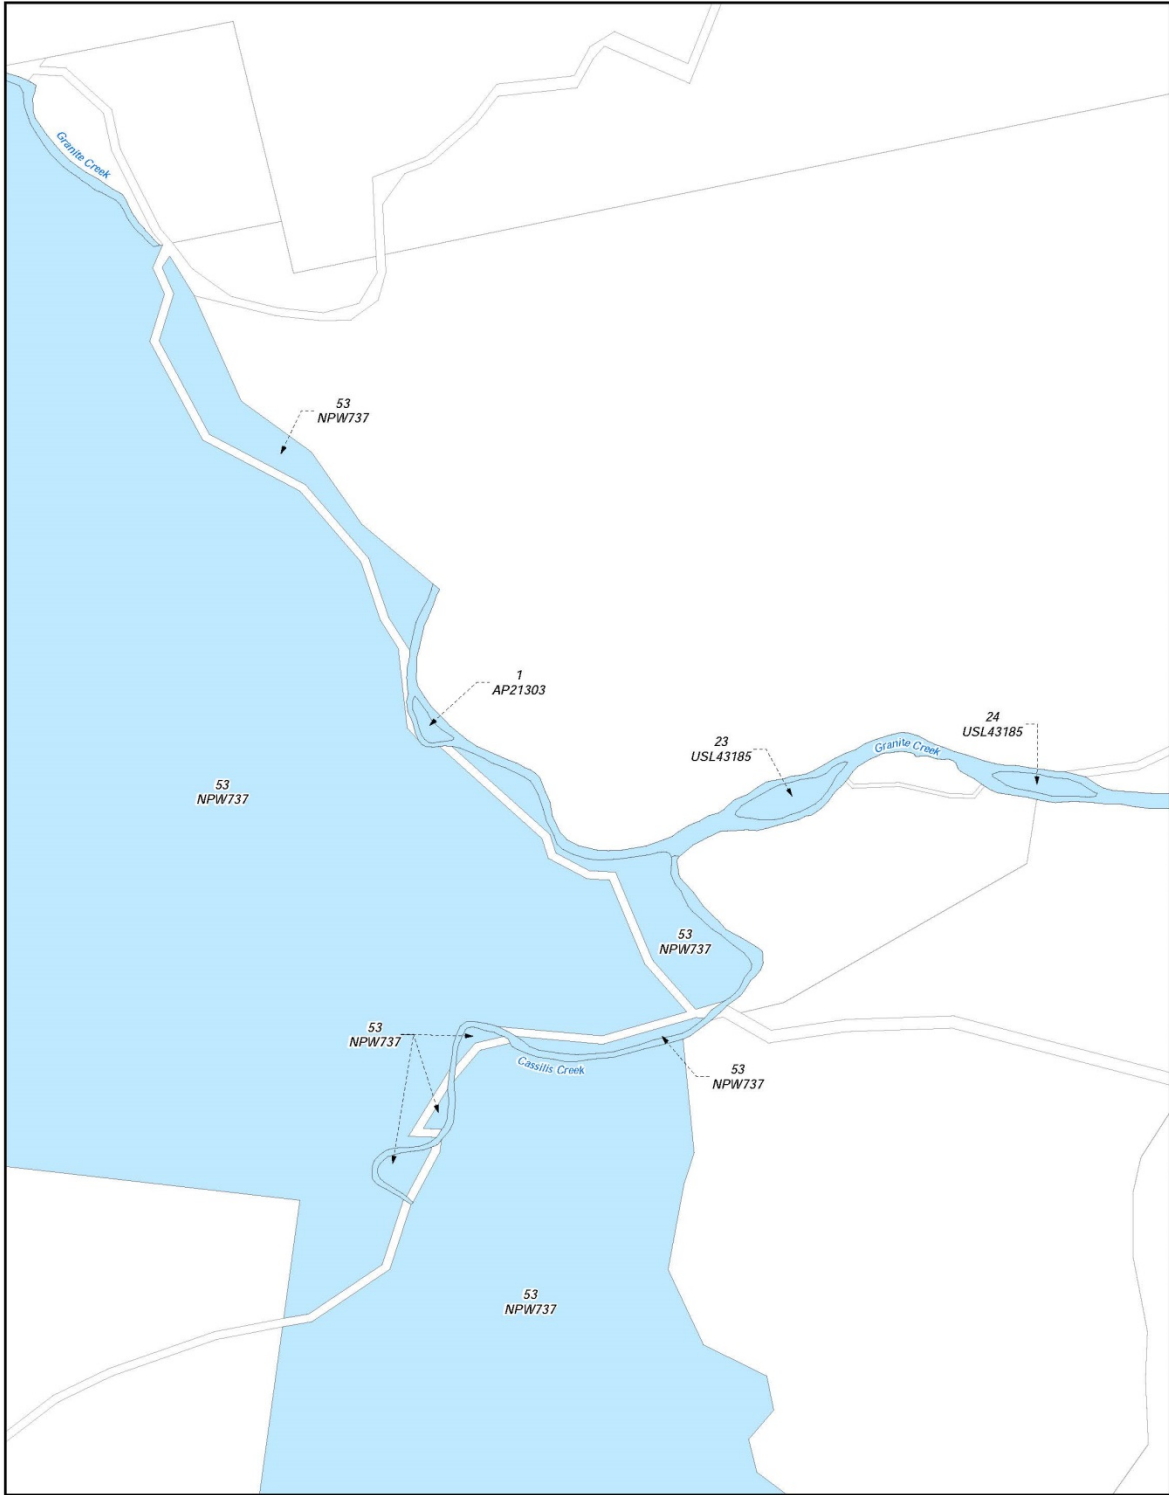 Granite Creek
53
NPW737
1
AP21303
23
USL43185
Granite Creek
24
USL43185
53
NPW737
53
NPW737
53
NPW737
Cassilis Creek
53
NPW737
53
NPW737